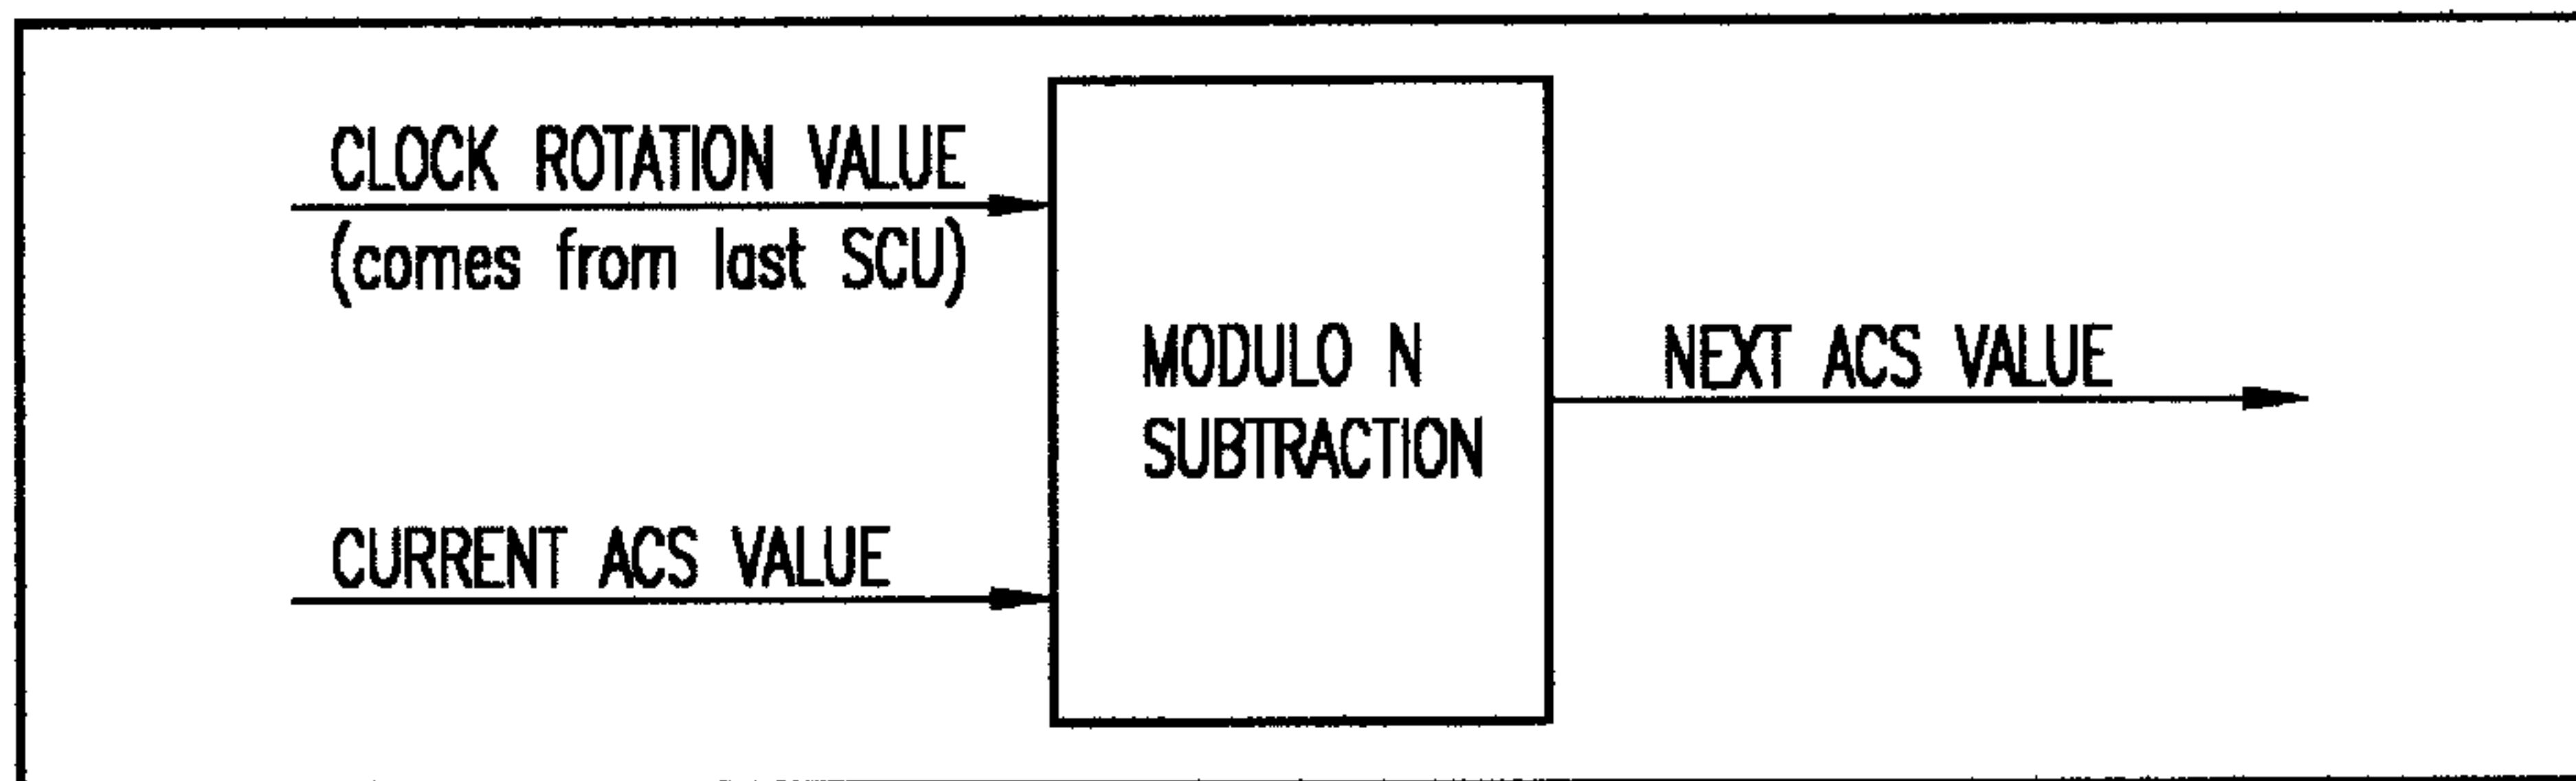 CLOCK ROTATION VALUE
(comes from last SCU)
MODULO N
SUBTRACTION
NEXT ACS VALUE
CURRENT ACS VALUE